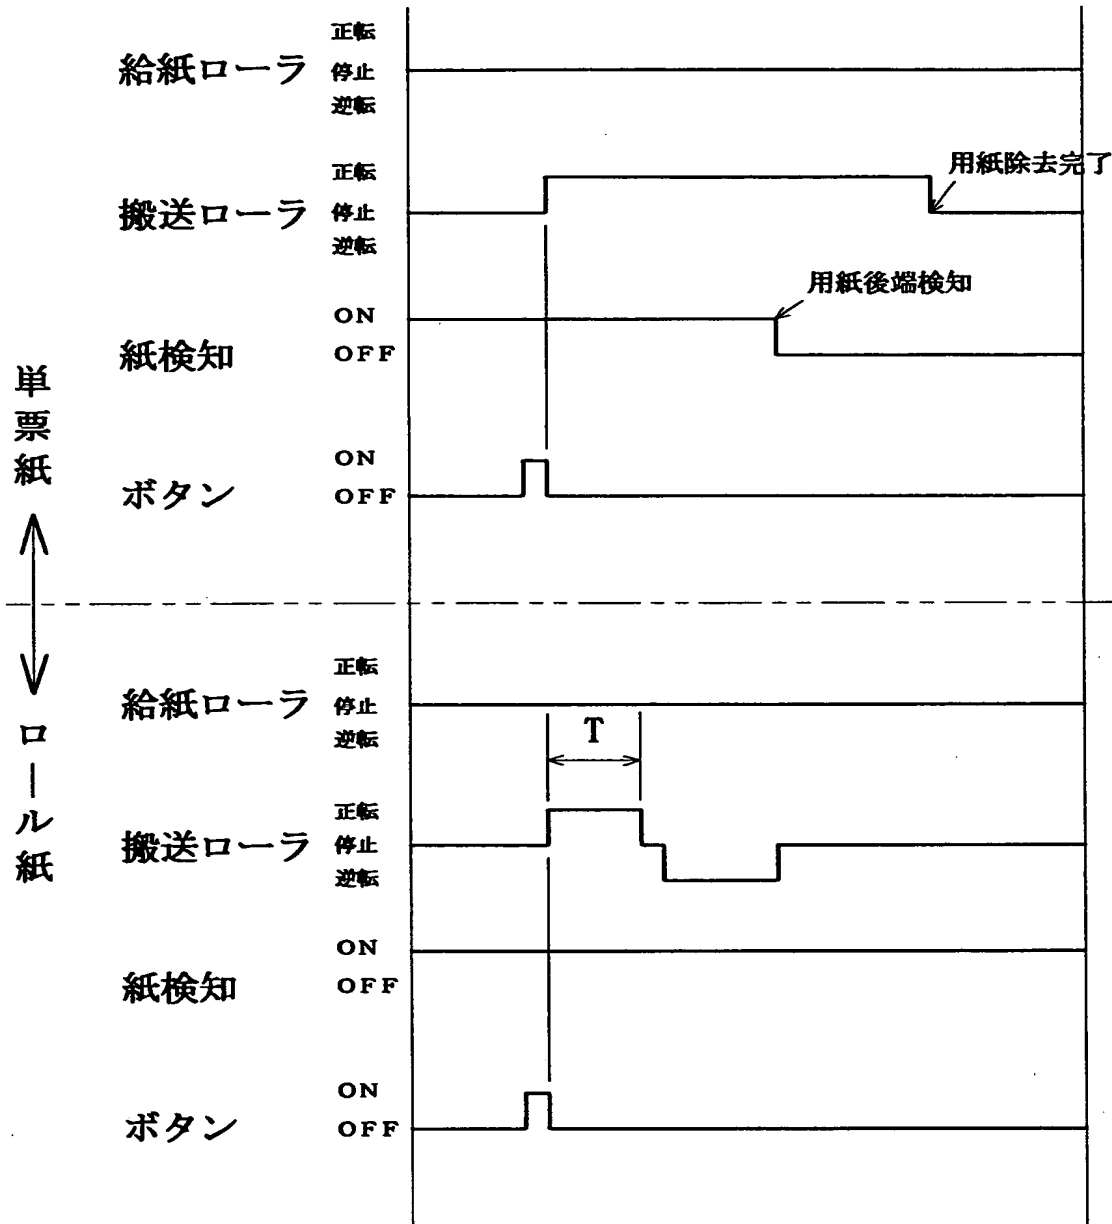 正転
給紙ローラ
停止
逆転
正転
用紙除去完了
搬送ローラ
停止
逆転
用紙後端検知
ON
紙検知
OFF
単票紙
ON
ボタン
OFF
正転
給紙ローラ
停止
逆転
T
ロール紙
正転
搬送ローラ
停止
逆転
ON
紙検知
OFF
ON
ボタン
OFF